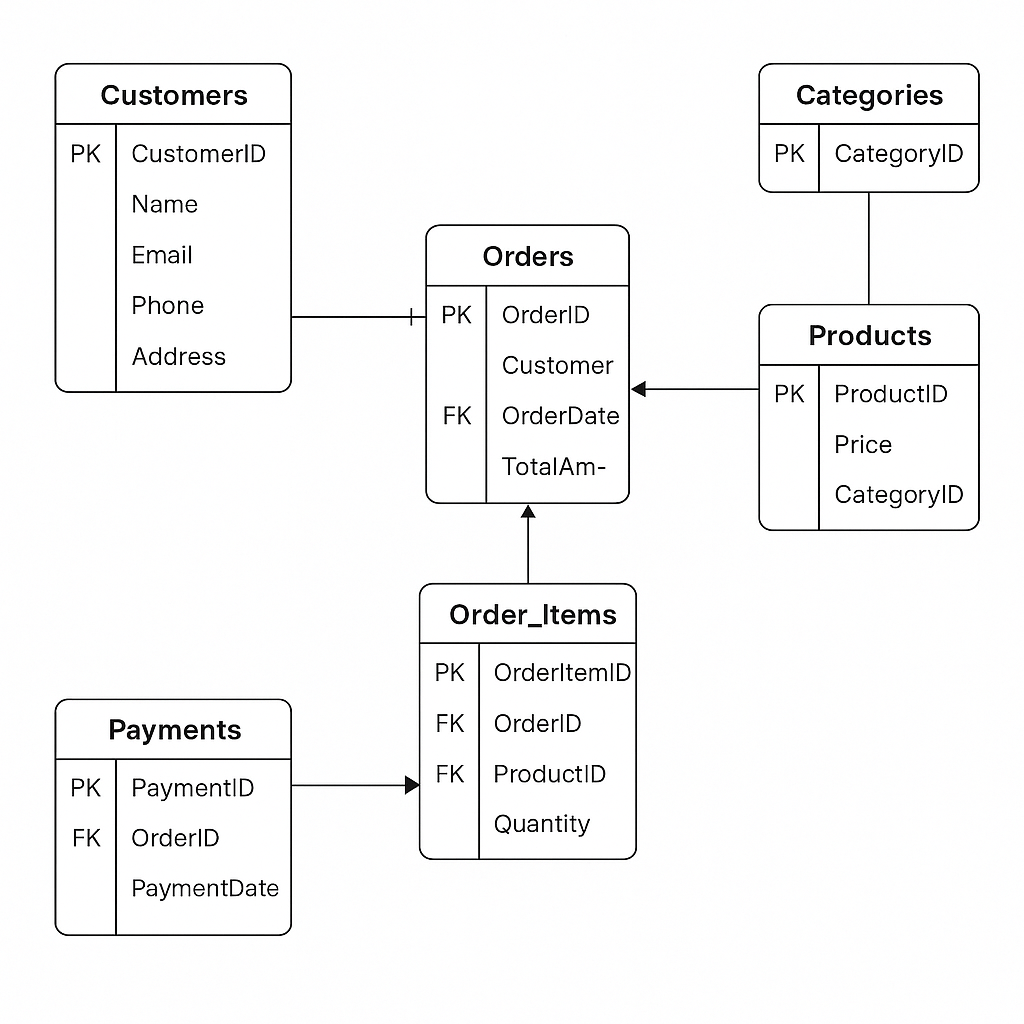 Customers
PK CustomerID
Name
Email
Phone
Address
Categories
PK CategoryID
Orders
PK OrderID
Customer
FK OrderDate
TotalAm-
Products
PK ProductID
Price
CategoryID
Order_Items
PK OrderItemID
FK OrderID
FK ProductID
Quantity
Payments
PK PaymentID
FK OrderID
PaymentDate